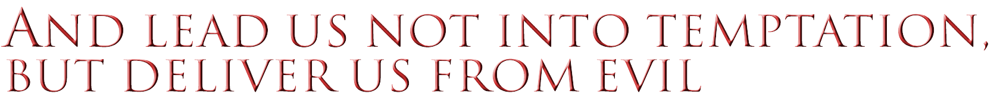 And lead us not into temptation,
but deliver us from evil